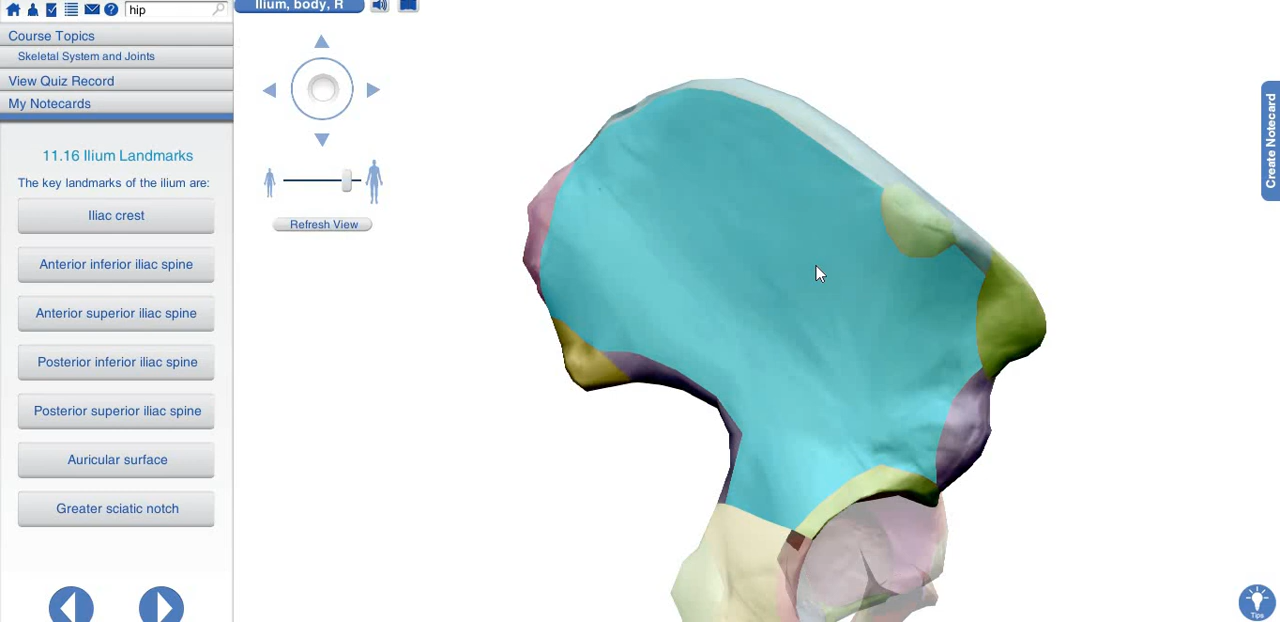 hip
Ilium, body, R
Course Topics
Skeletal System and Joints
View Quiz Record
My Notecards
11.16 Ilium Landmarks
The key landmarks of the ilium are:
Iliac crest
Anterior inferior iliac spine
Anterior superior iliac spine
Posterior inferior iliac spine
Posterior superior iliac spine
Auricular surface
Greater sciatic notch
Refresh View
Create Notecard
Tips